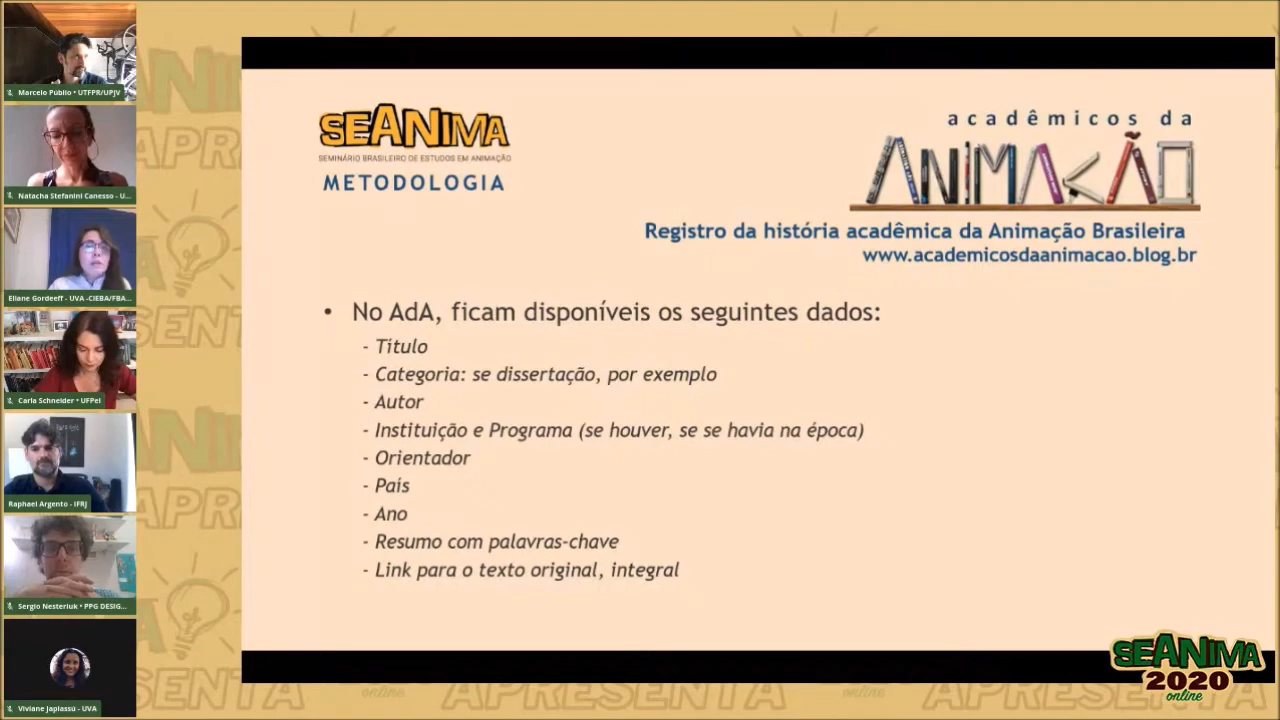 Marcelo Públio • UTFPR/UPJV
Natacha Stefanini Canesso - U...
Eliane Gordeeff - UVA -CIEBA/FBA...
Carla Schneider • UFPel
Raphael Argento - IFRJ
Sergio Nesteriuk • PPG DESIG...
Viviane Japiassú - UVA
SEANIMA
SEMINÁRIO BRASILEIRO DE ESTUDOS EM ANIMAÇÃO
METODOLOGIA
acadêmicos da
ANIMAÇÃO
Registro da história acadêmica da Animação Brasileira
www.academicosdaanimacao.blog.br
• No AdA, ficam disponíveis os seguintes dados:
- Título
- Categoria: se dissertação, por exemplo
- Autor
- Instituição e Programa (se houver, se se havia na época)
- Orientador
- País
- Ano
- Resumo com palavras-chave
- Link para o texto original, integral
SEANIMA
2020
online
online
APRESENTA
online
APRESENTA